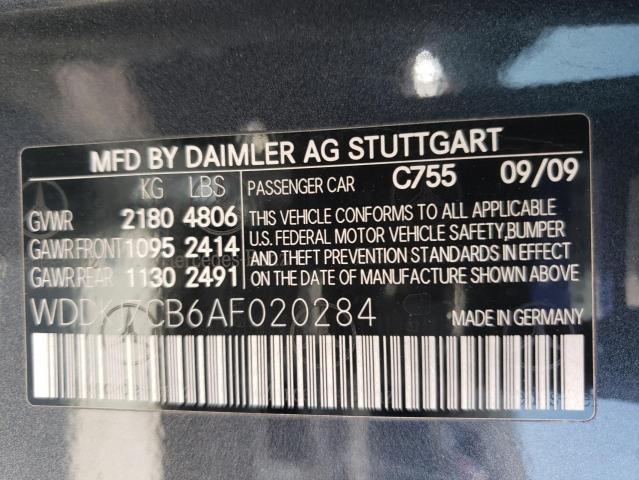 MFD BY DAIMLER AG STUTTGART
KG LBS
GVWR 2180 4806
GAWR FRONT 1095 2414
GAWR REAR 1130 2491
PASSENGER CAR C755 09/09
THIS VEHICLE CONFORMS TO ALL APPLICABLE
U.S. FEDERAL MOTOR VEHICLE SAFETY, BUMPER
AND THEFT PREVENTION STANDARDS IN EFFECT
ON THE DATE OF MANUFACTURE SHOWN ABOVE
WDDKJ7CB6AF020284 MADE IN GERMANY